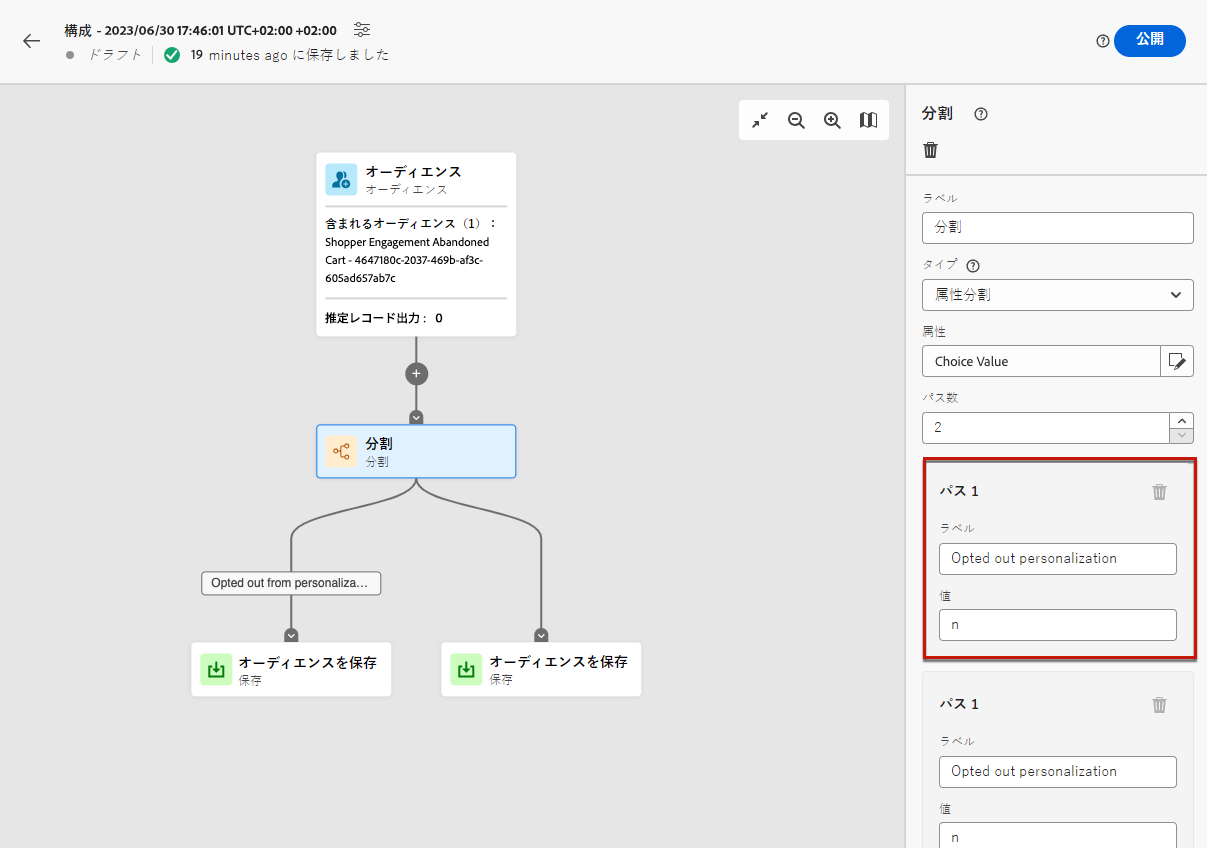 構成 - 2023/06/30 17:46:01 UTC+02:00 +02:00
ドラフト
19 minutes ago に保存しました
公開
オーディエンス
オーディエンス
含まれるオーディエンス（1）：
Shopper Engagement Abandoned
Cart - 4647180c-2037-469b-af3c-
605ad657ab7c
推定レコード出力： 0
分割
分割
Opted out from personaliza...
オーディエンスを保存
保存
オーディエンスを保存
保存
分割
ラベル
分割
タイプ
属性分割
属性
Choice Value
パス数
2
パス 1
ラベル
Opted out personalization
値
n
パス 1
ラベル
Opted out personalization
値
n